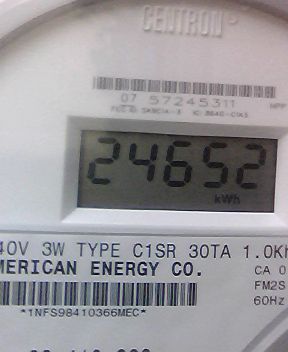 CENTRON
07 57245311
24652
kWh
40V 3W TYPE C1SR 30TA 1.0Kh
MERICAN ENERGY CO.
CA 0
FM2S
60Hz
*1NFS98410366MEC*